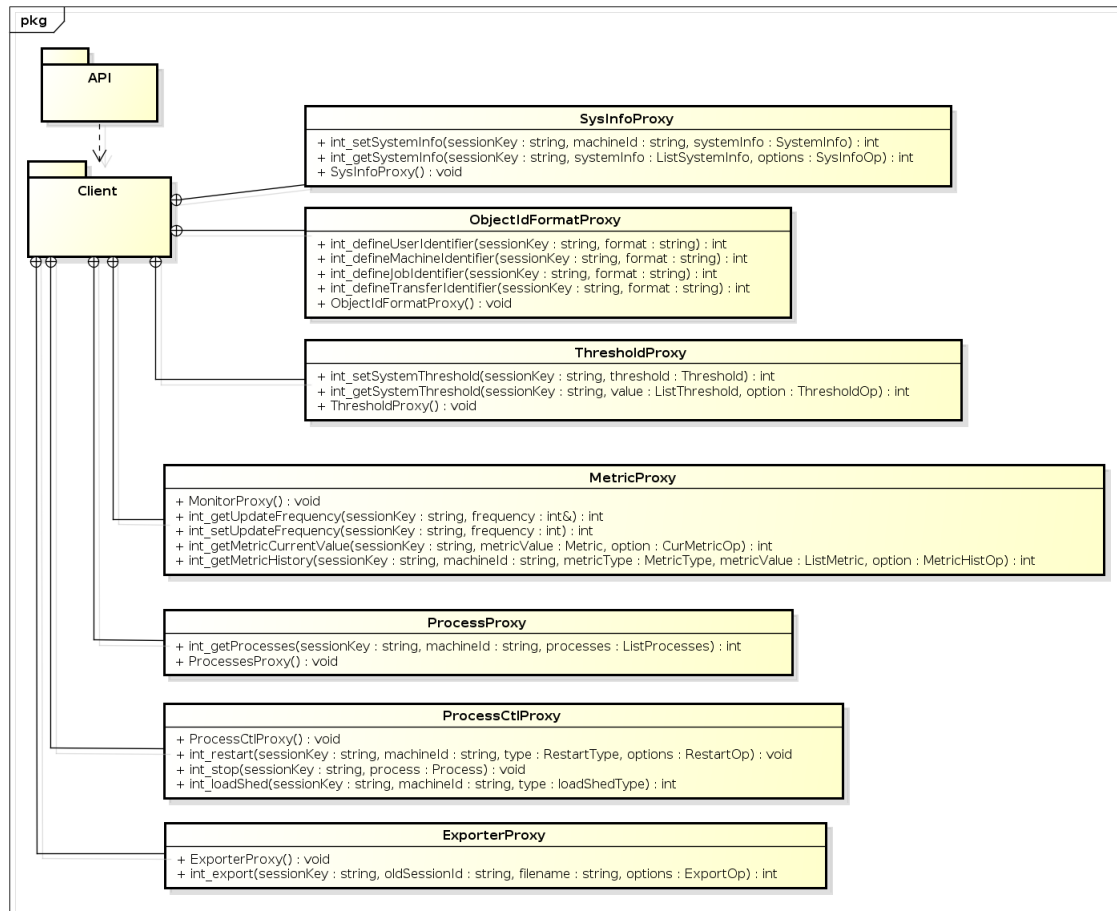 pkg
API
Client
SysInfoProxy
+ int_setSystemInfo(sessionKey : string, machineId : string, systemInfo : SystemInfo) : int
+ int_getSystemInfo(sessionKey : string, systemInfo : ListSystemInfo, options : SysInfoOp) : int
+ SysInfoProxy() : void
ObjectIdFormatProxy
+ int_defineUserIdentifier(sessionKey : string, format : string) : int
+ int_defineMachineIdentifier(sessionKey : string, format : string) : int
+ int_defineJobIdentifier(sessionKey : string, format : string) : int
+ int_defineTransferIdentifier(sessionKey : string, format : string) : int
+ ObjectIdFormatProxy() : void
ThresholdProxy
+ int_setSystemThreshold(sessionKey : string, threshold : Threshold) : int
+ int_getSystemThreshold(sessionKey : string, value : ListThreshold, option : ThresholdOp) : int
+ ThresholdProxy() : void
MetricProxy
+ MonitorProxy() : void
+ int_getUpdateFrequency(sessionKey : string, frequency : int&) : int
+ int_setUpdateFrequency(sessionKey : string, frequency : int) : int
+ int_getMetricCurrentValue(sessionKey : string, metricValue : Metric, option : CurMetricOp) : int
+ int_getMetricHistory(sessionKey : string, machineId : string, metricType : MetricType, metricValue : ListMetric, option : MetricHistOp) : int
ProcessProxy
+ int_getProcesses(sessionKey : string, machineId : string, processes : ListProcesses) : int
+ ProcessesProxy() : void
ProcessCtlProxy
+ ProcessCtlProxy() : void
+ int_restart(sessionKey : string, machineId : string, type : RestartType, options : RestartOp) : void
+ int_stop(sessionKey : string, process : Process) : void
+ int_loadShed(sessionKey : string, machineId : string, type : loadShedType) : int
ExporterProxy
+ ExporterProxy() : void
+ int_export(sessionKey : string, oldSessionId : string, filename : string, options : ExportOp) : int